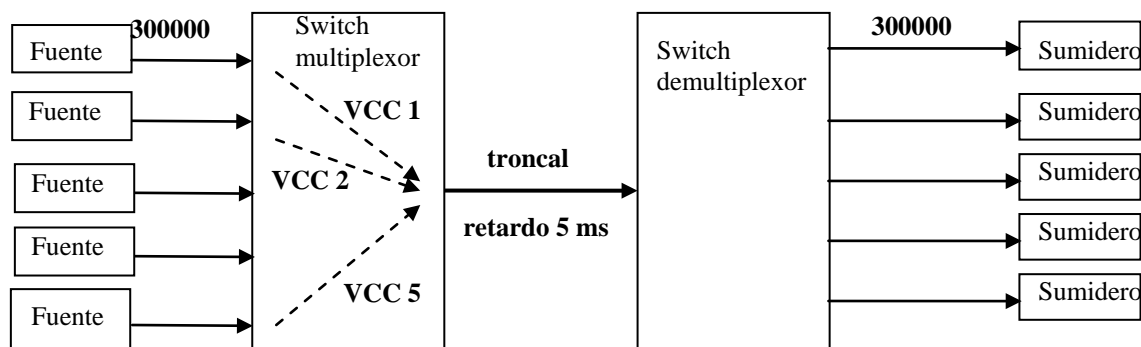 Fuente
300000
Switch
multiplexor
Switch
demultiplexor
300000
Sumidero
Fuente
VCC 1
Sumidero
Fuente
VCC 2
troncal
retardo 5 ms
Sumidero
Fuente
Sumidero
Fuente
VCC 5
Sumidero